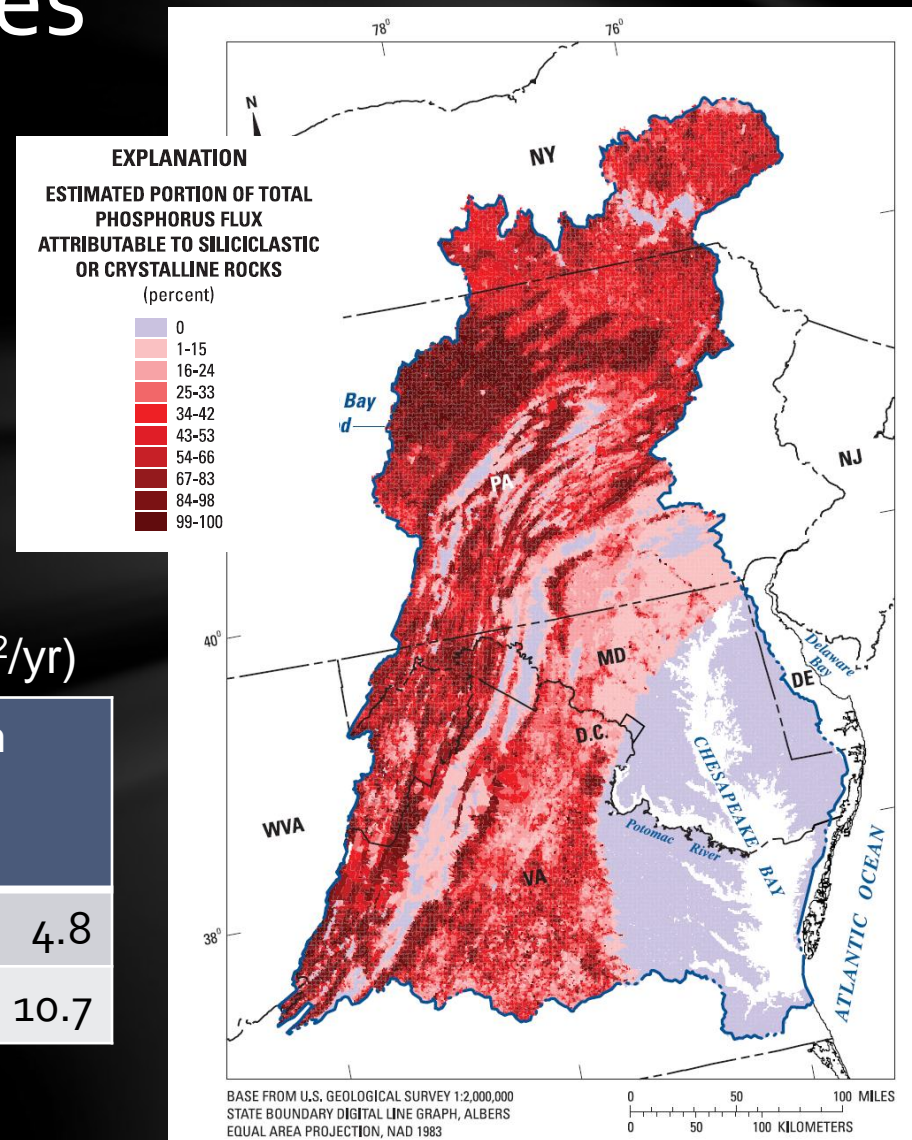 es
78⁰
76⁰
N
EXPLANATION
ESTIMATED PORTION OF TOTAL
PHOSPHORUS FLUX
ATTRIBUTABLE TO SILICICLASTIC
OR CRYSTALLINE ROCKS
(percent)
0
1-15
16-24
25-33
34-42
43-53
54-66
67-83
84-98
99-100
NY
Bay
d
PA
NJ
40⁰
²/yr)
MD
DE
Delaware
Bay
D.C.
CHESAPEAKE BAY
WVA
Potomac River
VA
ATLANTIC OCEAN
38⁰
4.8
10.7
BASE FROM U.S. GEOLOGICAL SURVEY 1:2,000,000
STATE BOUNDARY DIGITAL LINE GRAPH, ALBERS
EQUAL AREA PROJECTION, NAD 1983
0 50 100 MILES
0 50 100 KILOMETERS